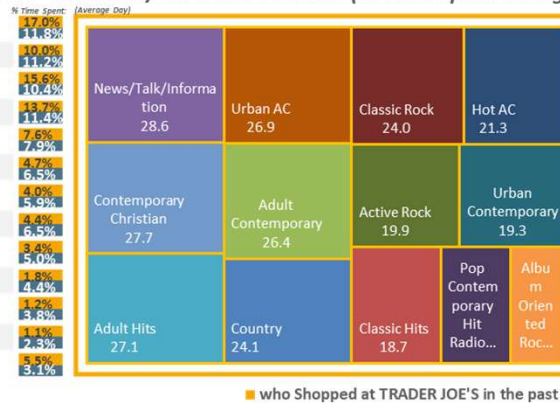 % Time Spent: (Average Day)
17.0%
11.8%
10.0%
11.2%
15.6%
10.4%
13.7%
11.4%
7.6%
7.9%
4.7%
6.5%
4.0%
5.9%
4.4%
6.5%
3.4%
5.0%
1.8%
4.4%
1.2%
3.8%
1.1%
2.3%
5.5%
3.1%
News/Talk/Informa
tion
28.6
Urban AC
26.9
Classic Rock
24.0
Hot AC
21.3
Contemporary
Christian
27.7
Adult
Contemporary
26.4
Active Rock
19.9
Urban
Contemporary
19.3
Adult Hits
27.1
Country
24.1
Classic Hits
18.7
Pop
Contem
porary
Hit
Radio...
Albu
m
Orien
ted
Roc...
who Shopped at TRADER JOE'S in the past